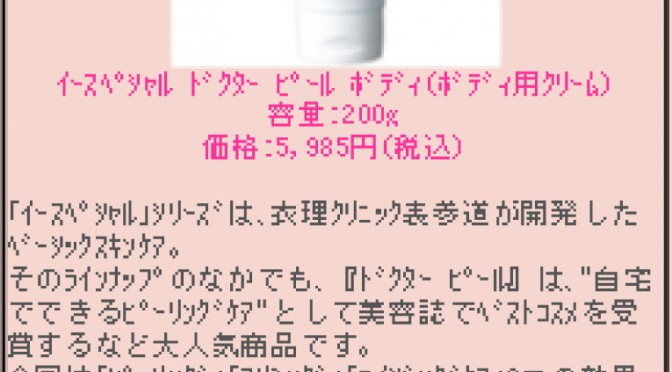 ｲｰｽﾍﾟｼｬﾙ ﾄﾞｸﾀｰ ﾋﾟｰﾙ ﾎﾞﾃﾞｨ(ﾎﾞﾃﾞｨ用ｸﾘｰﾑ)
容量:200g
価格:5,985円(税込)
｢ｲｰｽﾍﾟｼｬﾙ｣ｼﾘｰｽﾞは､衣理ｸﾘﾆｯｸ表参道が開発した
ﾍﾞｰｼｯｸｽｷﾝｹｱ｡
そのﾗｲﾝﾅｯﾌﾟのなかでも､『ﾄﾞｸﾀｰ ﾋﾟｰﾙ』は､"自宅
でできるﾋﾟｰﾘﾝｸﾞｹｱ"として美容誌でﾍﾞｽﾄｺｽﾒを受
賞するなど大人気商品です｡